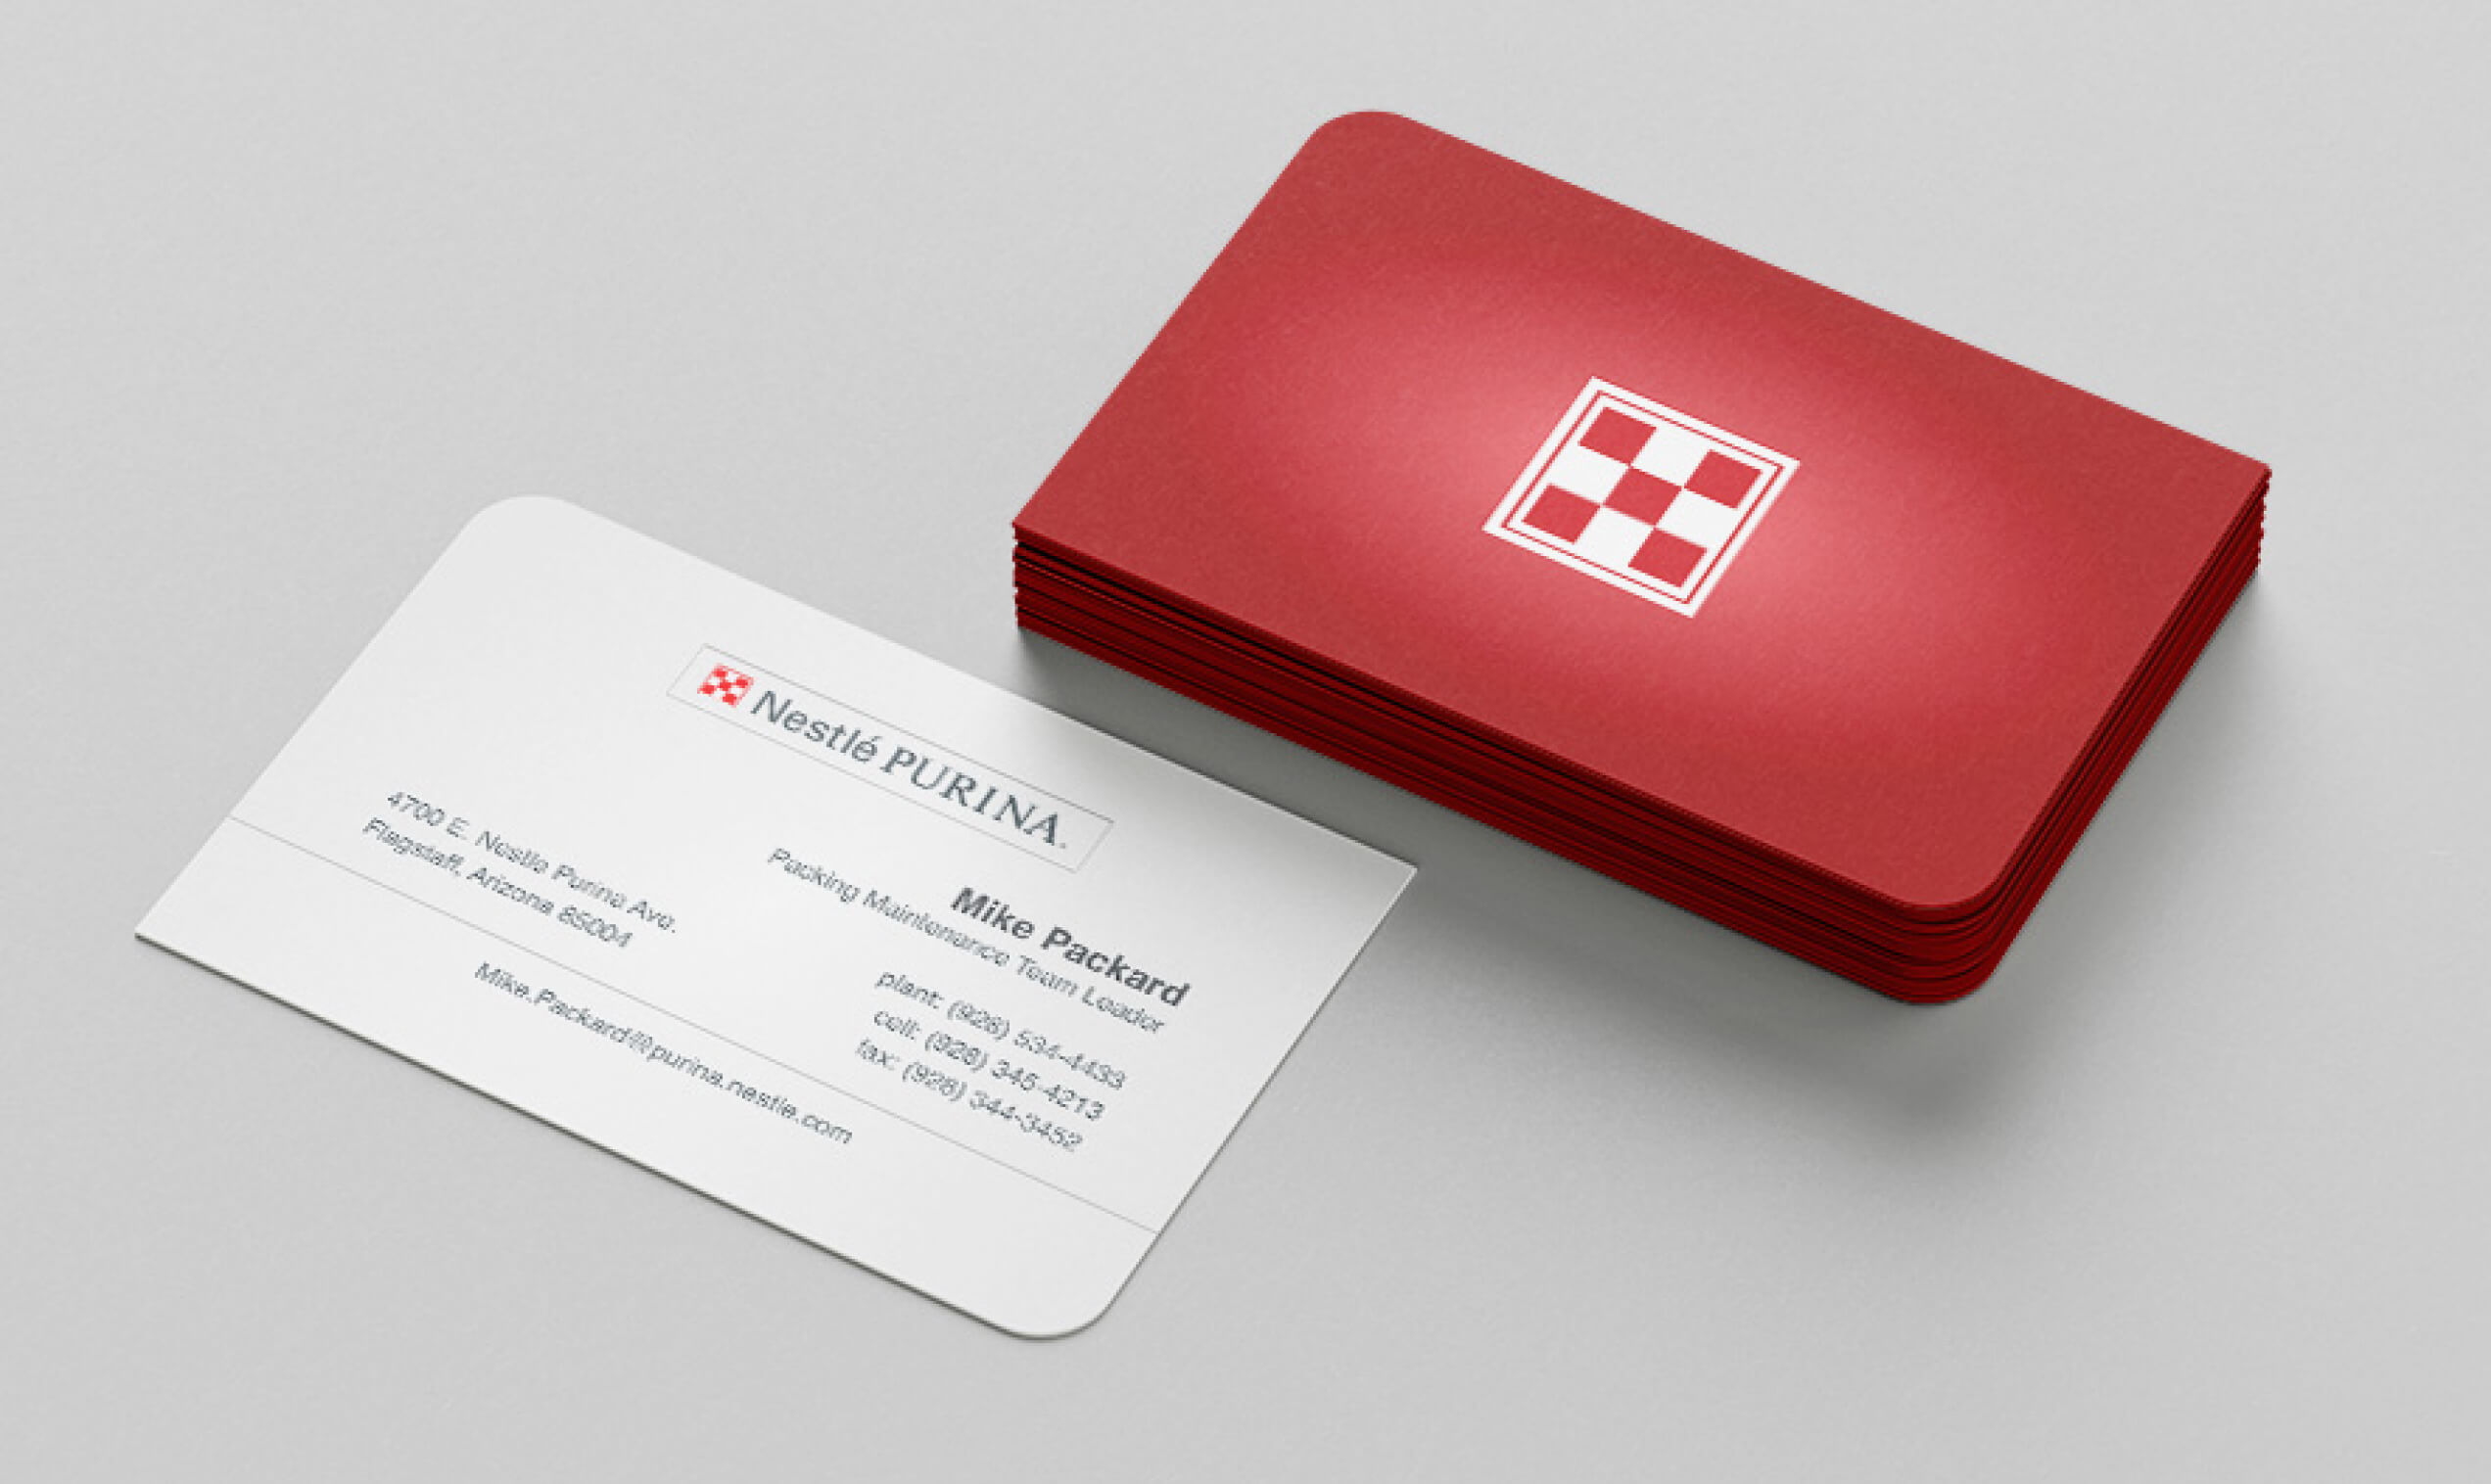 Nestlé PURINA.
Mike Packard
Packing Maintenance Team Leader
4700 E. Nestle Purina Ave.
Flagstaff, Arizona 85004
plant: (928) 534-4433
cell: (928) 345-4213
fax: (928) 344-3452
Mike.Packard@purina.nestle.com